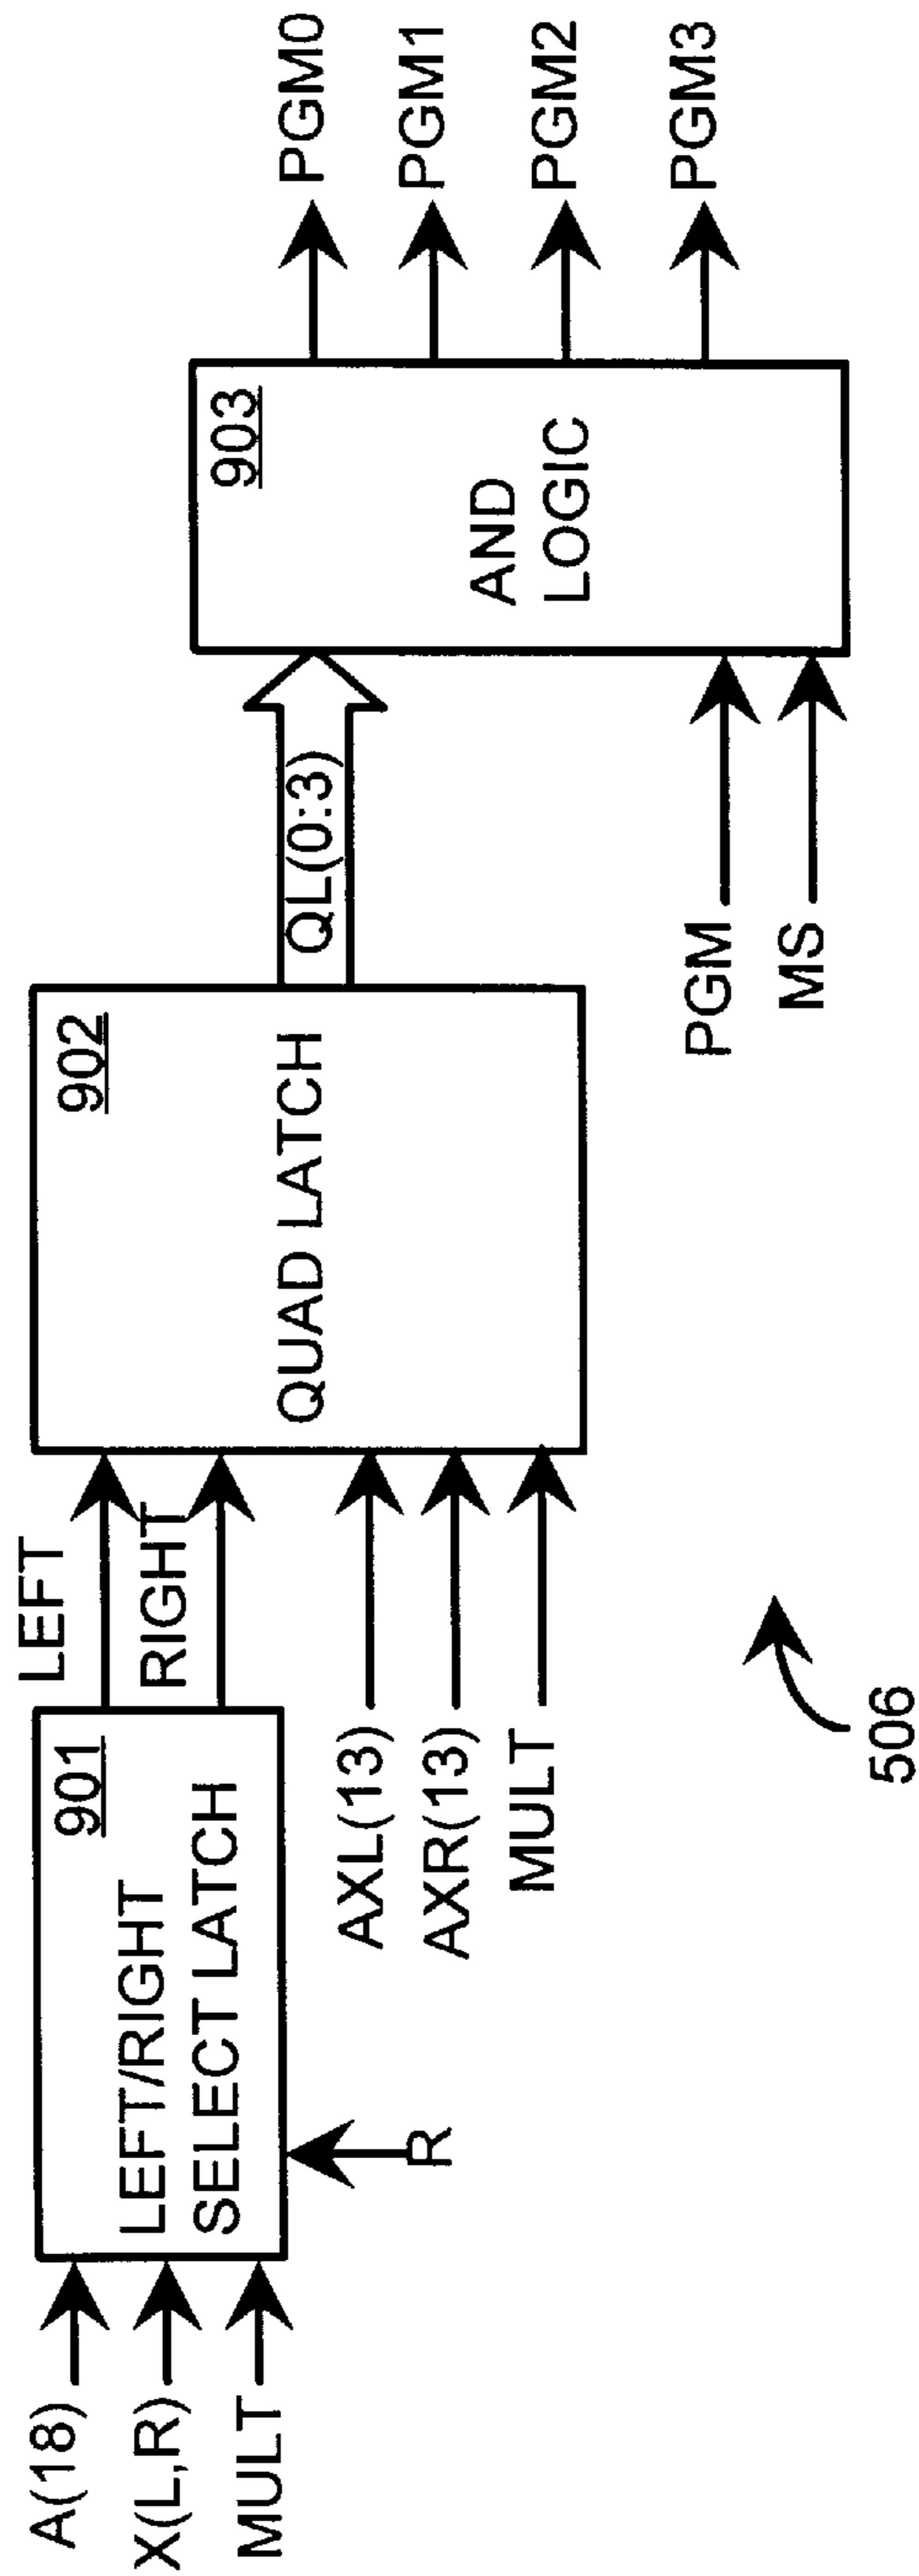 A(18)
X(L,R)
MULT
901
LEFT/RIGHT
SELECT LATCH
R
LEFT
RIGHT
AXL(13)
AXR(13)
MULT
902
QUAD LATCH
QL(0:3)
PGM
MS
903
AND
LOGIC
PGM0
PGM1
PGM2
PGM3
506